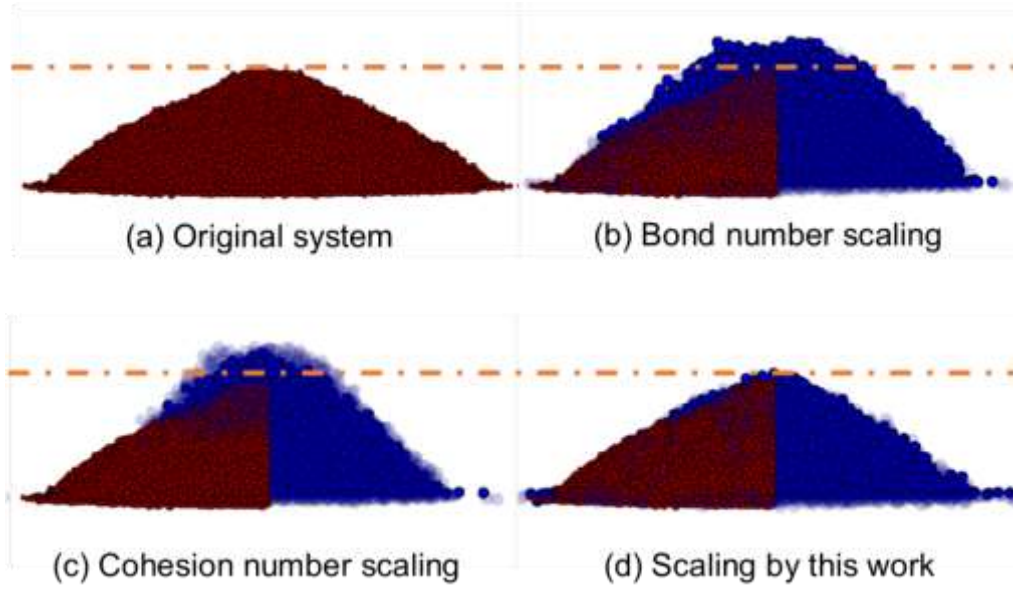 (a) Original system
(b) Bond number scaling
(c) Cohesion number scaling
(d) Scaling by this work